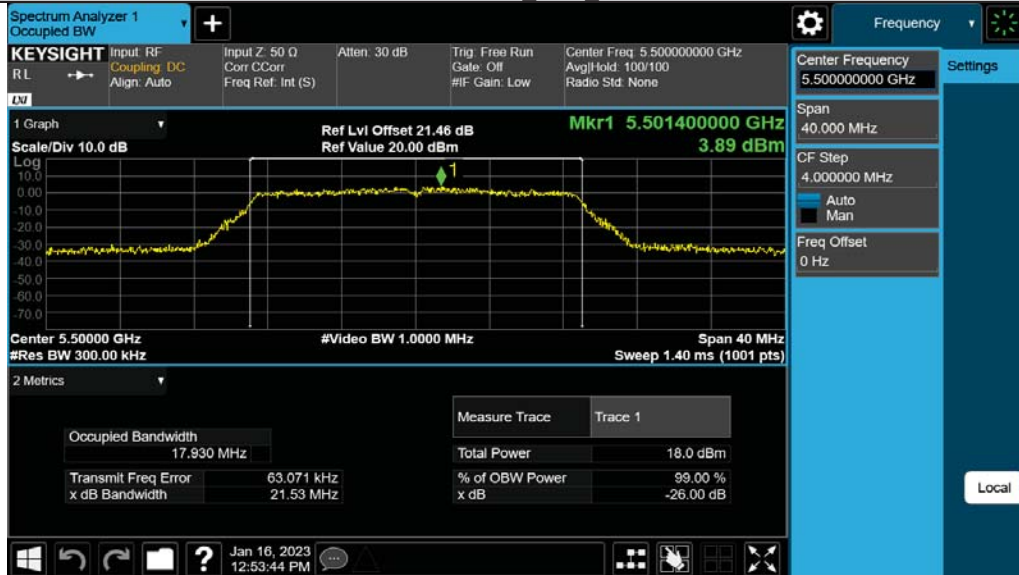 Spectrum Analyzer 1
Occupied BW
Frequency
KEYSIGHT
RL
LXI
Input: RF
Coupling: DC
Align: Auto
Input Z: 50 Ω
Corr CCorr
Freq Ref: Int (S)
Atten: 30 dB
Trig: Free Run
Gate: Off
#IF Gain: Low
Center Freq: 5.500000000 GHz
Avg|Hold: 100/100
Radio Std: None
1 Graph
Scale/Div 10.0 dB
Ref Lvl Offset 21.46 dB
Ref Value 20.00 dBm
Mkr1 5.501400000 GHz
3.89 dBm
Log
10.0
0.00
-10.0
-20.0
-30.0
-40.0
-50.0
-60.0
-70.0
1
Center 5.50000 GHz
#Res BW 300.00 kHz
#Video BW 1.0000 MHz
Span 40 MHz
Sweep 1.40 ms (1001 pts)
2 Metrics
Measure Trace Trace 1
Occupied Bandwidth
17.930 MHz
Total Power 18.0 dBm
Transmit Freq Error 63.071 kHz
% of OBW Power 99.00 %
x dB Bandwidth 21.53 MHz
x dB -26.00 dB
Center Frequency
5.500000000 GHz
Settings
Span
40.000 MHz
CF Step
4.000000 MHz
Auto
Man
Freq Offset
0 Hz
Local
?
Jan 16, 2023
12:53:44 PM